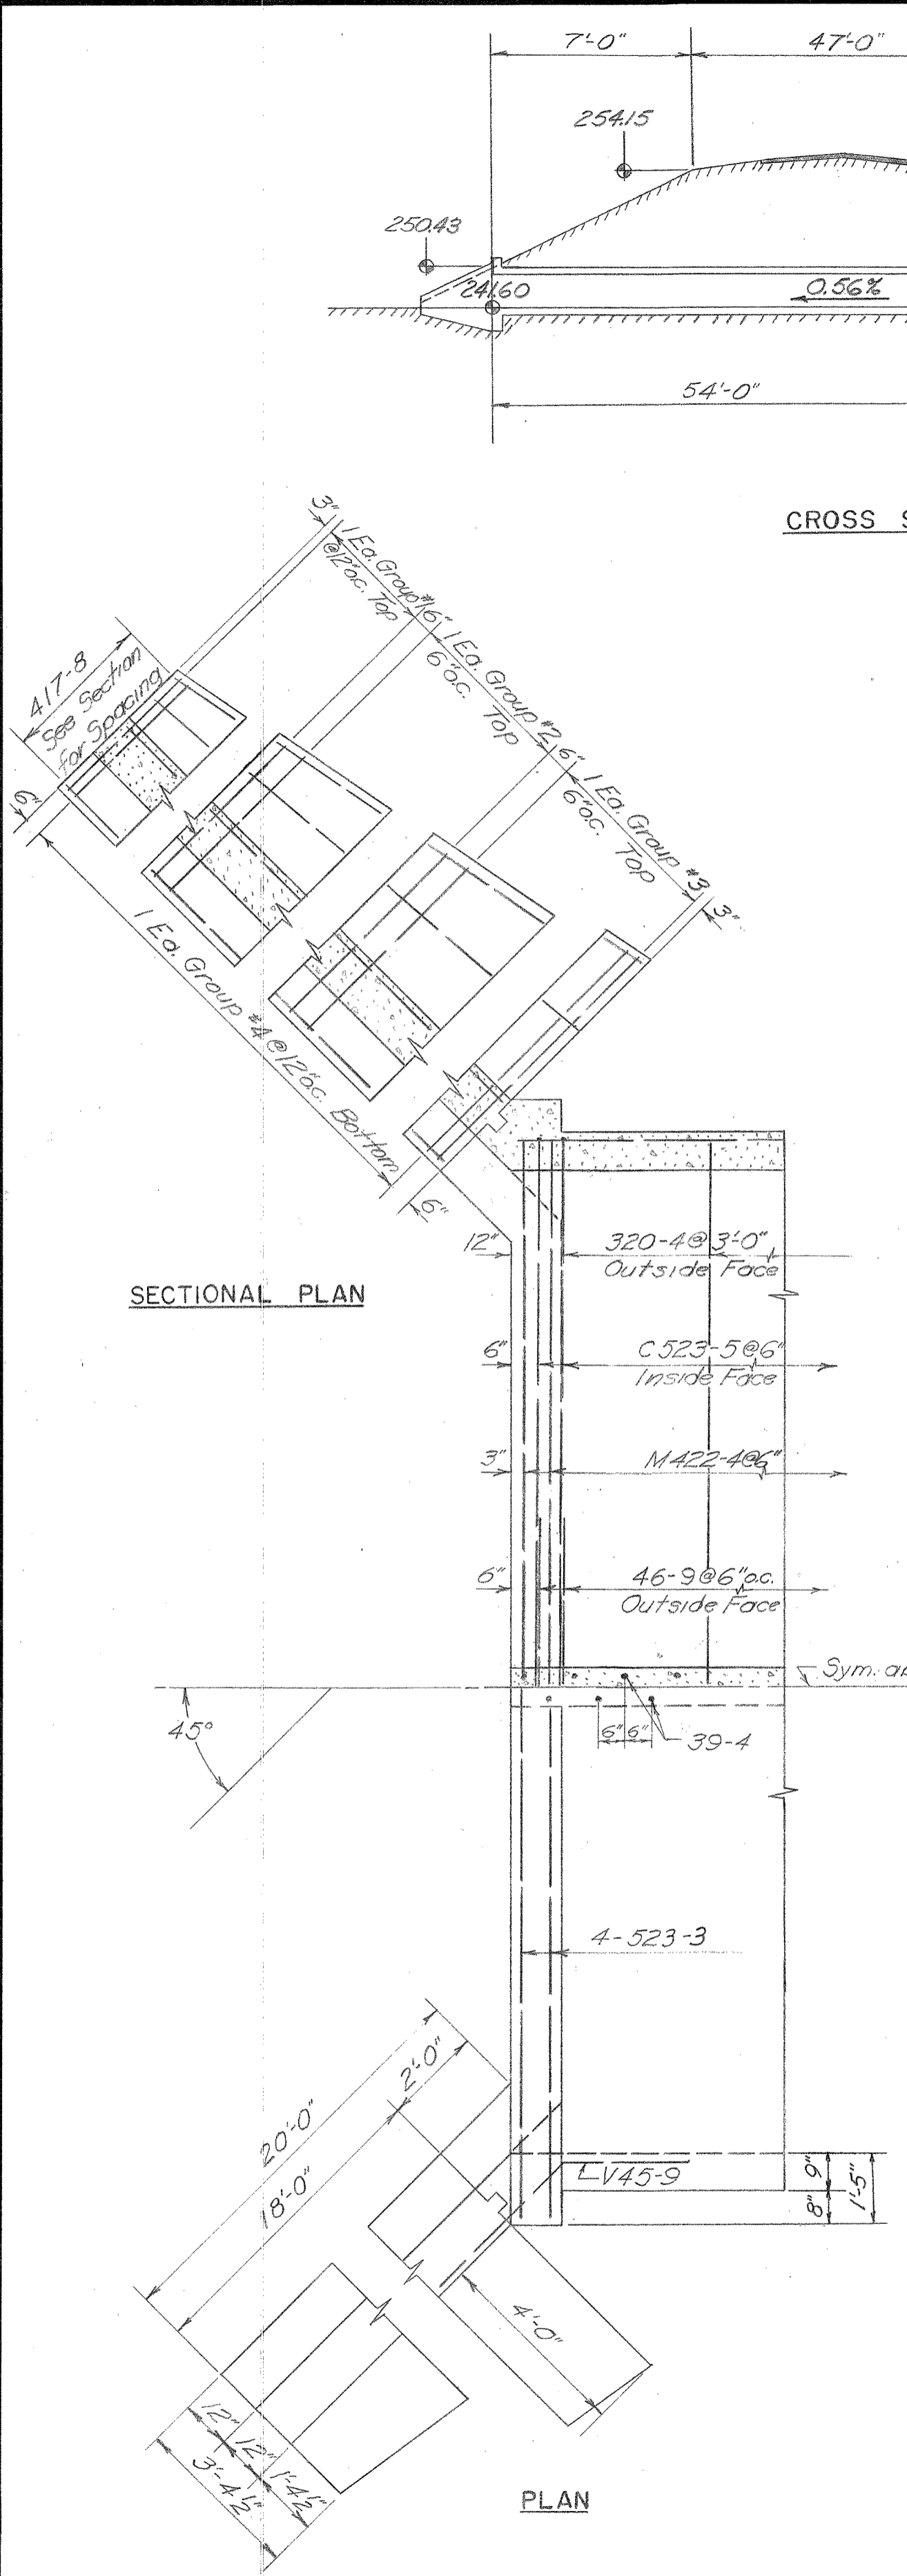 7'-0"
47'-0"
254.15
250.43
241.60
0.56%
54'-0"
CROSS S
3"
1 Ea. Group #1
@12"o.c. Top
6"
1 Ea. Group #2
6"o.c. Top
6"
1 Ea. Group #3
6"o.c. Top
3"
417-8
See Section
for Spacing
6"
1 Ea. Group #4 @12"o.c. Bottom
6"
SECTIONAL PLAN
12"
320-4@3'-0"
Outside Face
6"
C523-5@6"
Inside Face
3"
M422-4@6"
6"
46-9@6"o.c.
Outside Face
Sym. ab
45°
6" 6"
39-4
4-523-3
2'-0"
20'-0"
18'-0"
V45-9
9"
8"
1'-5"
4'-0"
12"
12"
1'-4½"
3'-4½"
PLAN